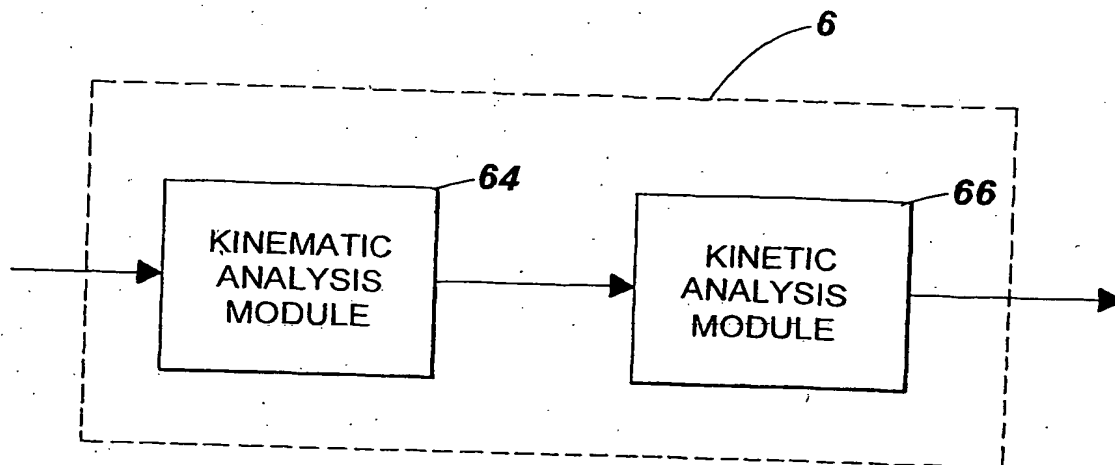 6
64
66
KINEMATIC
ANALYSIS
MODULE
KINETIC
ANALYSIS
MODULE